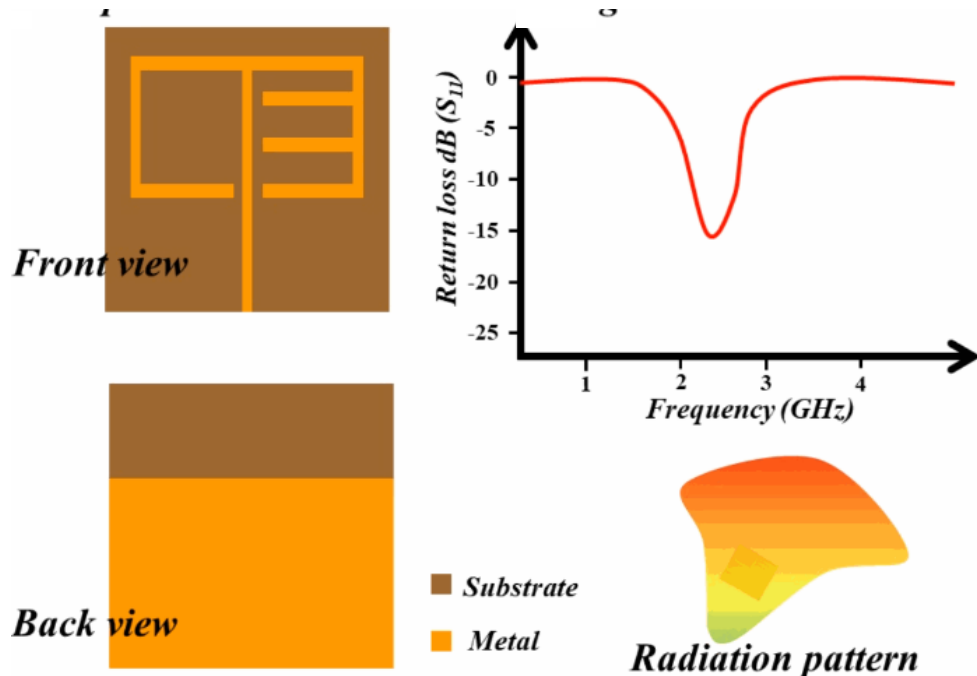 Front view
Return loss dB (S11)
0
-5
-10
-15
-20
-25
1 2 3 4
Frequency (GHz)
Back view
Substrate
Metal
Radiation pattern